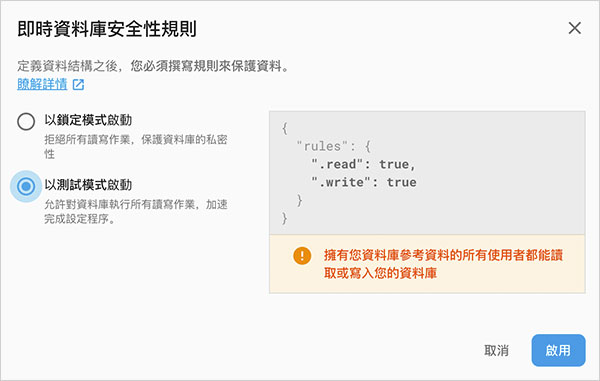 即時資料庫安全性規則
定義資料結構之後，您必須撰寫規則來保護資料。
瞭解詳情
以鎖定模式啟動
拒絕所有讀寫作業，保護資料庫的私密
性
以測試模式啟動
允許對資料庫執行所有讀寫作業，加速
完成設定程序。
{
"rules": {
".read": true,
".write": true
}
}
擁有您資料庫參考資料的所有使用者都能讀
取或寫入您的資料庫
取消
啟用